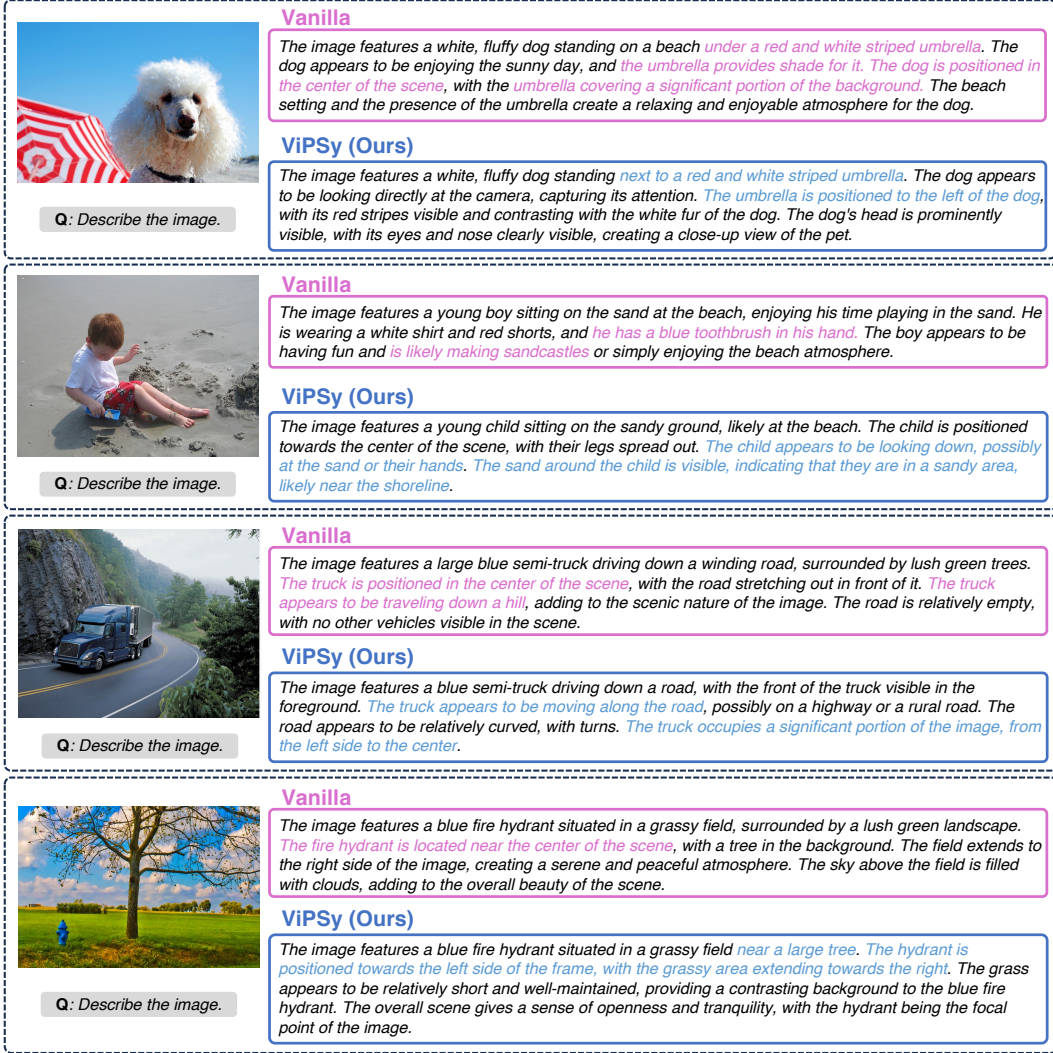 Vanilla
The image features a white, fluffy dog standing on a beach under a red and white striped umbrella. The
dog appears to be enjoying the sunny day, and the umbrella provides shade for it. The dog is positioned in
the center of the scene, with the umbrella covering a significant portion of the background. The beach
setting and the presence of the umbrella create a relaxing and enjoyable atmosphere for the dog.
ViPSy (Ours)
The image features a white, fluffy dog standing next to a red and white striped umbrella. The dog appears
to be looking directly at the camera, capturing its attention. The umbrella is positioned to the left of the dog,
with its red stripes visible and contrasting with the white fur of the dog. The dog's head is prominently
visible, with its eyes and nose clearly visible, creating a close-up view of the pet.
Q: Describe the image.
Vanilla
The image features a young boy sitting on the sand at the beach, enjoying his time playing in the sand. He
is wearing a white shirt and red shorts, and he has a blue toothbrush in his hand. The boy appears to be
having fun and is likely making sandcastles or simply enjoying the beach atmosphere.
ViPSy (Ours)
The image features a young child sitting on the sandy ground, likely at the beach. The child is positioned
towards the center of the scene, with their legs spread out. The child appears to be looking down, possibly
at the sand or their hands. The sand around the child is visible, indicating that they are in a sandy area,
likely near the shoreline.
Q: Describe the image.
Vanilla
The image features a large blue semi-truck driving down a winding road, surrounded by lush green trees.
The truck is positioned in the center of the scene, with the road stretching out in front of it. The truck
appears to be traveling down a hill, adding to the scenic nature of the image. The road is relatively empty,
with no other vehicles visible in the scene.
ViPSy (Ours)
The image features a blue semi-truck driving down a road, with the front of the truck visible in the
foreground. The truck appears to be moving along the road, possibly on a highway or a rural road. The
road appears to be relatively curved, with turns. The truck occupies a significant portion of the image, from
the left side to the center.
Q: Describe the image.
Vanilla
The image features a blue fire hydrant situated in a grassy field, surrounded by a lush green landscape.
The fire hydrant is located near the center of the scene, with a tree in the background. The field extends to
the right side of the image, creating a serene and peaceful atmosphere. The sky above the field is filled
with clouds, adding to the overall beauty of the scene.
ViPSy (Ours)
The image features a blue fire hydrant situated in a grassy field near a large tree. The hydrant is
positioned towards the left side of the frame, with the grassy area extending towards the right. The grass
appears to be relatively short and well-maintained, providing a contrasting background to the blue fire
hydrant. The overall scene gives a sense of openness and tranquility, with the hydrant being the focal
point of the image.
Q: Describe the image.